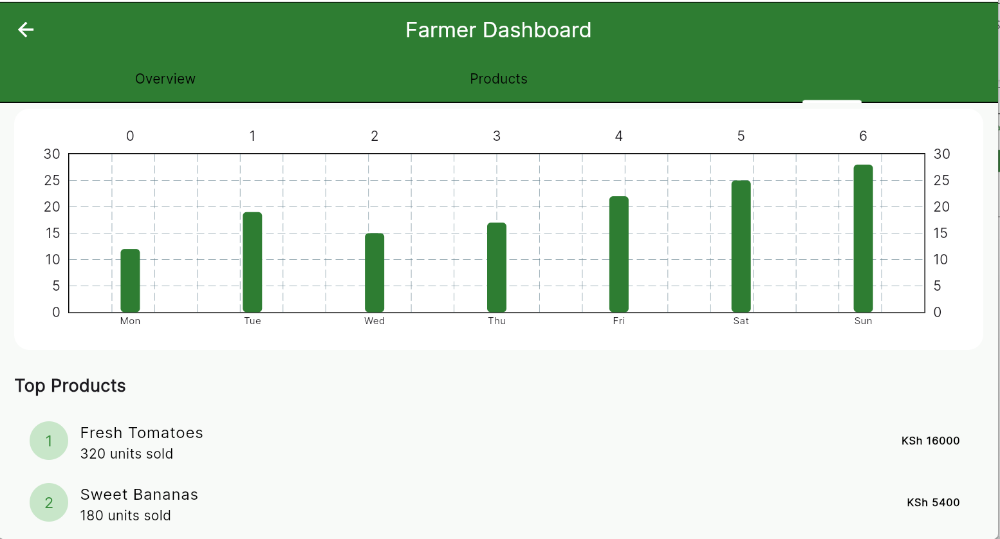 Farmer Dashboard
Overview Products
0 1 2 3 4 5 6
30 30
25 25
20 20
15 15
10 10
5 5
0 0
Mon Tue Wed Thu Fri Sat Sun
Top Products
1 Fresh Tomatoes
320 units sold
KSh 16000
2 Sweet Bananas
180 units sold
KSh 5400